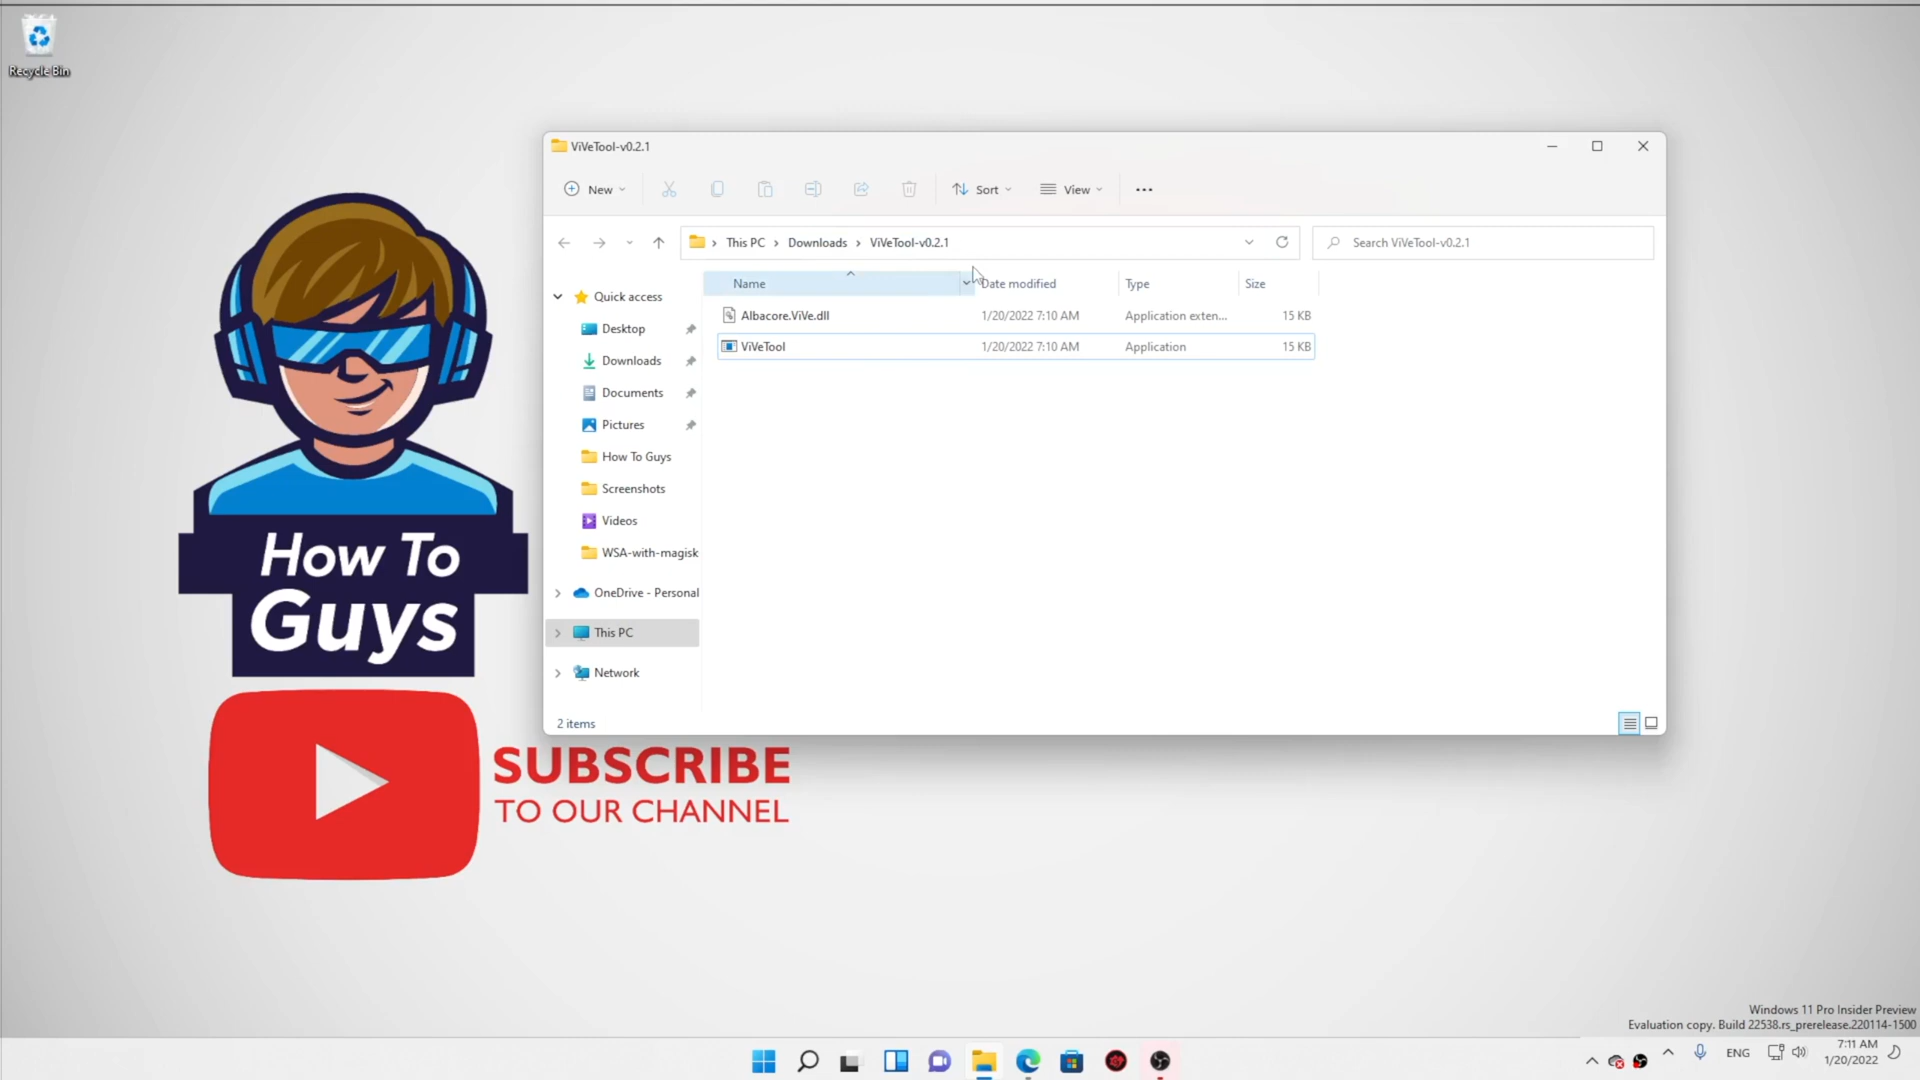 Recycle Bin
ViVeTool-v0.2.1
New
Sort
View
This PC > Downloads > ViVeTool-v0.2.1
Search ViVeTool-v0.2.1
Name
Date modified
Type
Size
Albacore.ViVe.dll 1/20/2022 7:10 AM Application exten... 15 KB
ViVeTool 1/20/2022 7:10 AM Application 15 KB
Quick access
Desktop
Downloads
Documents
Pictures
How To Guys
Screenshots
Videos
WSA-with-magisk
OneDrive - Personal
This PC
Network
2 items
How To
Guys
SUBSCRIBE
TO OUR CHANNEL
Windows 11 Pro Insider Preview
Evaluation copy. Build 22538.rs_prerelease.220114-1500
ENG
7:11 AM
1/20/2022